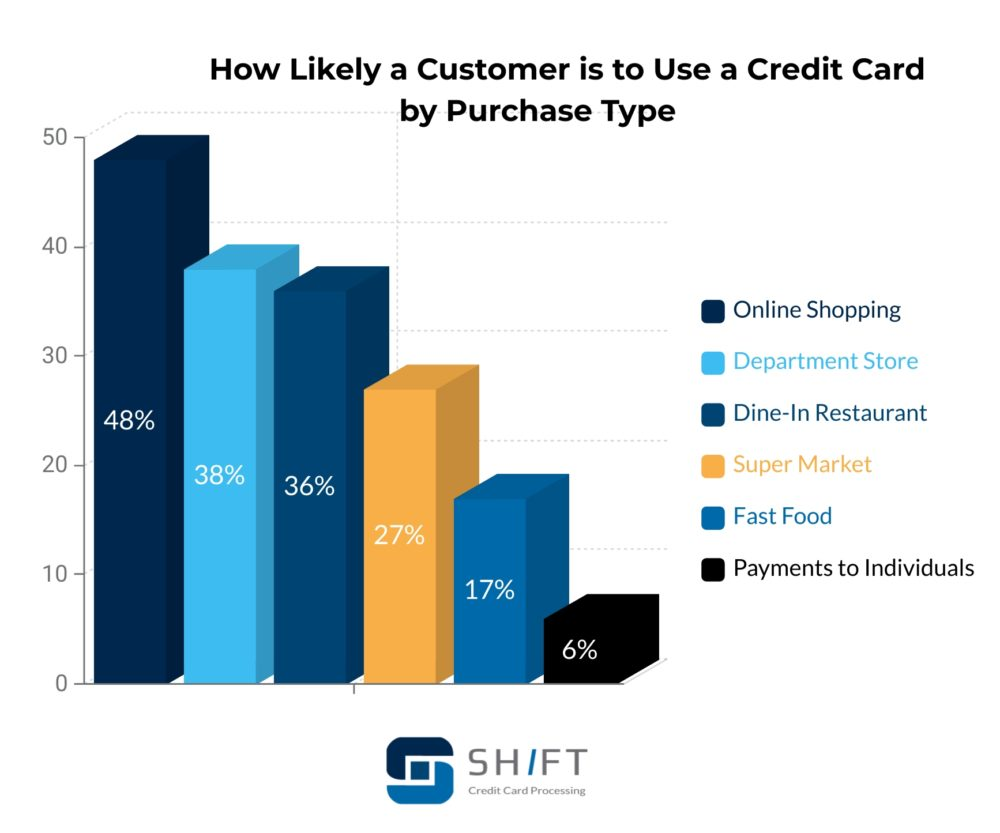 How Likely a Customer is to Use a Credit Card
by Purchase Type
50
40
30
20
10
0
48%
38%
36%
27%
17%
6%
Online Shopping
Department Store
Dine-In Restaurant
Super Market
Fast Food
Payments to Individuals
SHIFT
Credit Card Processing